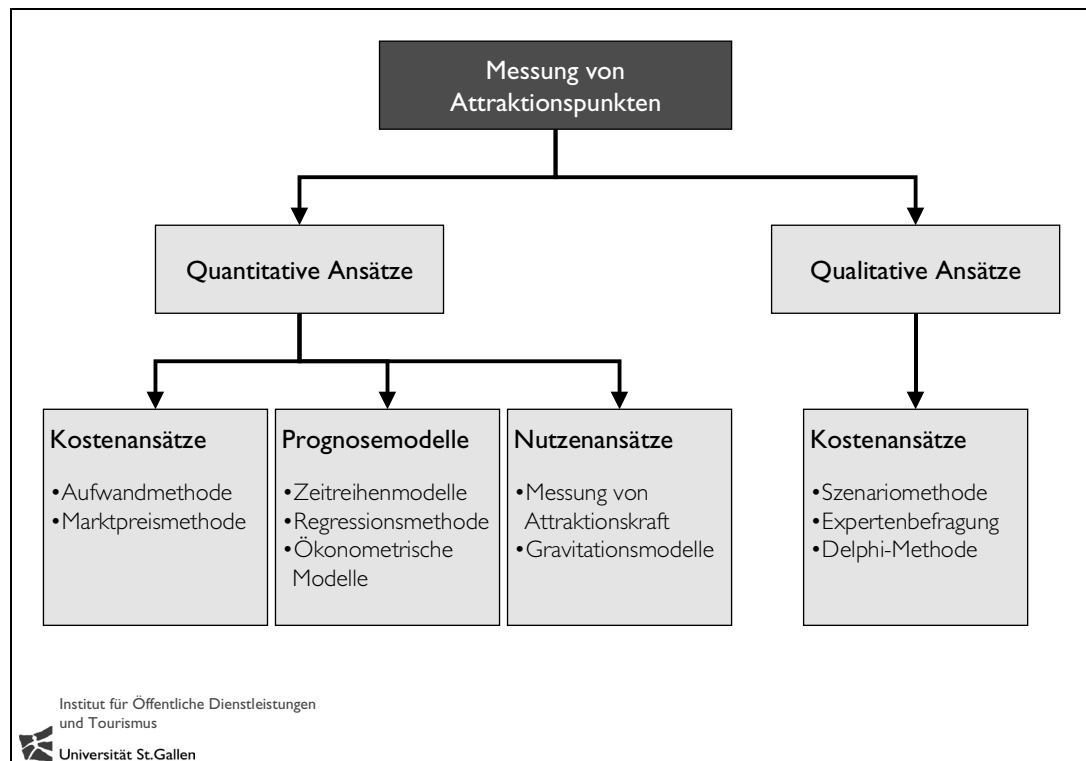 Messung von
Attraktionspunkten
Quantitative Ansätze
Qualitative Ansätze
Kostenansätze
•Aufwandmethode
•Marktpreismethode
Prognosemodelle
•Zeitreihenmodelle
•Regressionsmethode
•Ökonometrische
Modelle
Nutzenansätze
•Messung von
Attraktionskraft
•Gravitationsmodelle
Kostenansätze
•Szenariomethode
•Expertenbefragung
•Delphi-Methode
Institut für Öffentliche Dienstleistungen
und Tourismus
Universität St.Gallen